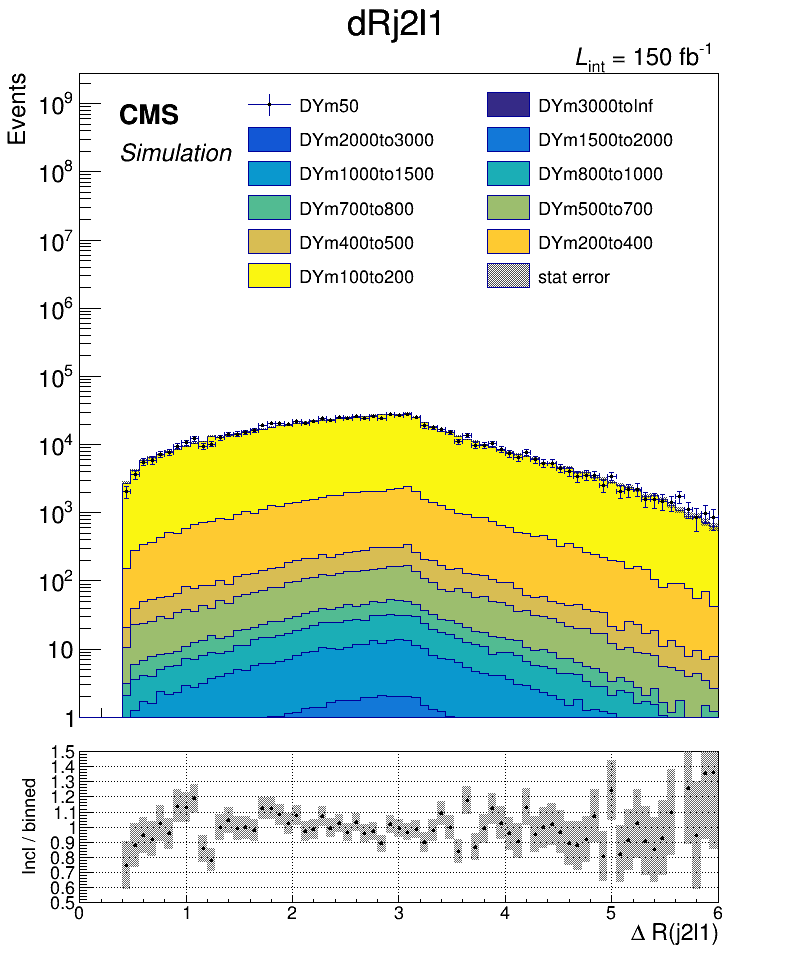 dRj2l1
L_int = 150 fb^-1
Events
CMS
Simulation
DYm50
DYm3000toInf
DYm2000to3000
DYm1500to2000
DYm1000to1500
DYm800to1000
DYm700to800
DYm500to700
DYm400to500
DYm200to400
DYm100to200
stat error
10^9
10^8
10^7
10^6
10^5
10^4
10^3
10^2
10
1
Incl / binned
1.5
1.4
1.3
1.2
1.1
1
0.9
0.8
0.7
0.6
0.5
0 1 2 3 4 5 6
Δ R(j2l1)